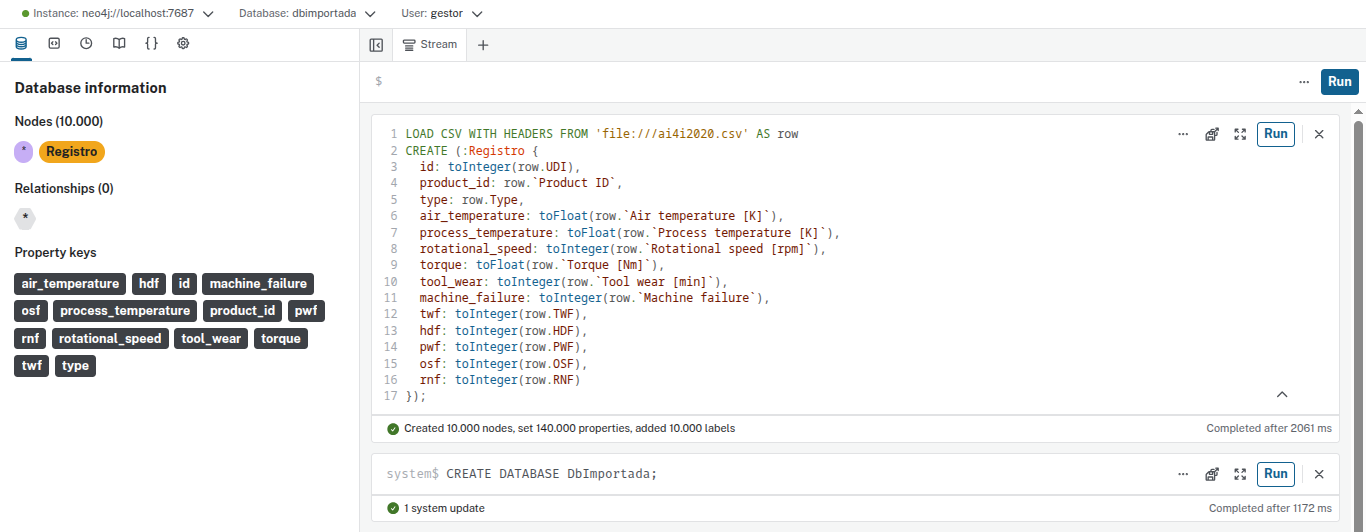 Instance: neo4j://localhost:7687 Database: dbimportada User: gestor
Stream
Database information
Nodes (10.000)
* Registro
Relationships (0)
*
Property keys
air_temperature hdf id machine_failure
osf process_temperature product_id pwf
rnf rotational_speed tool_wear torque
twf type
$ Run
1 LOAD CSV WITH HEADERS FROM 'file:///ai4i2020.csv' AS row
2 CREATE (:Registro {
3 id: toInteger(row.UDI),
4 product_id: row.`Product ID`,
5 type: row.Type,
6 air_temperature: toFloat(row.`Air temperature [K]`),
7 process_temperature: toFloat(row.`Process temperature [K]`),
8 rotational_speed: toInteger(row.`Rotational speed [rpm]`),
9 torque: toFloat(row.`Torque [Nm]`),
10 tool_wear: toInteger(row.`Tool wear [min]`),
11 machine_failure: toInteger(row.`Machine failure`),
12 twf: toInteger(row.TWF),
13 hdf: toInteger(row.HDF),
14 pwf: toInteger(row.PWF),
15 osf: toInteger(row.OSF),
16 rnf: toInteger(row.RNF)
17 });
Run
Created 10.000 nodes, set 140.000 properties, added 10.000 labels Completed after 2061 ms
system$ CREATE DATABASE DbImportada; Run
1 system update Completed after 1172 ms